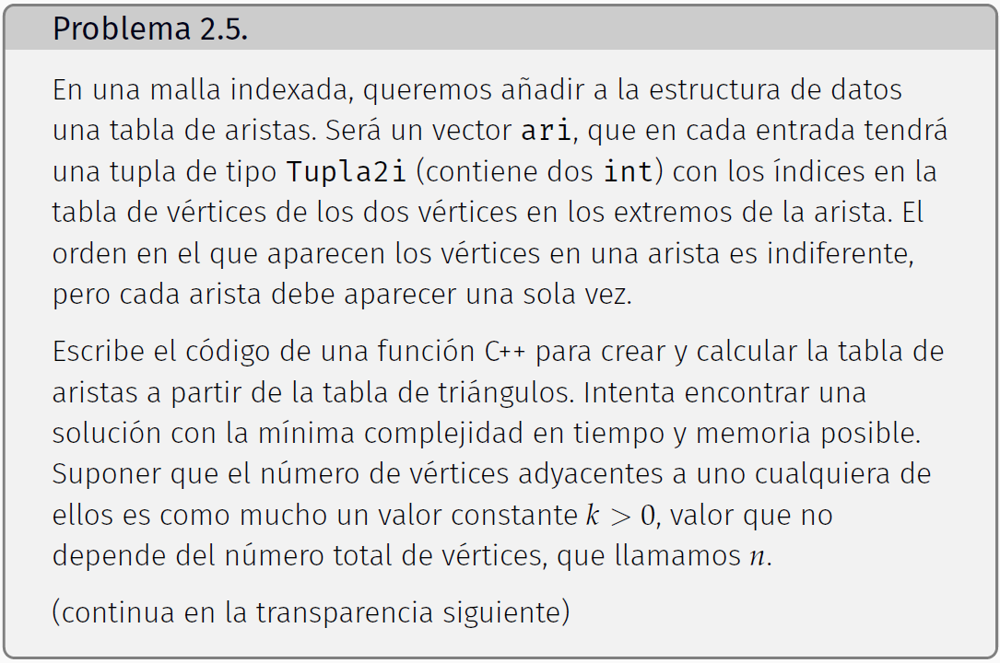 Problema 2.5.
En una malla indexada, queremos añadir a la estructura de datos
una tabla de aristas. Será un vector ari, que en cada entrada tendrá
una tupla de tipo Tupla2i (contiene dos int) con los índices en la
tabla de vértices de los dos vértices en los extremos de la arista. El
orden en el que aparecen los vértices en una arista es indiferente,
pero cada arista debe aparecer una sola vez.
Escribe el código de una función C++ para crear y calcular la tabla de
aristas a partir de la tabla de triángulos. Intenta encontrar una
solución con la mínima complejidad en tiempo y memoria posible.
Suponer que el número de vértices adyacentes a uno cualquiera de
ellos es como mucho un valor constante k > 0, valor que no
depende del número total de vértices, que llamamos n.
(continua en la transparencia siguiente)